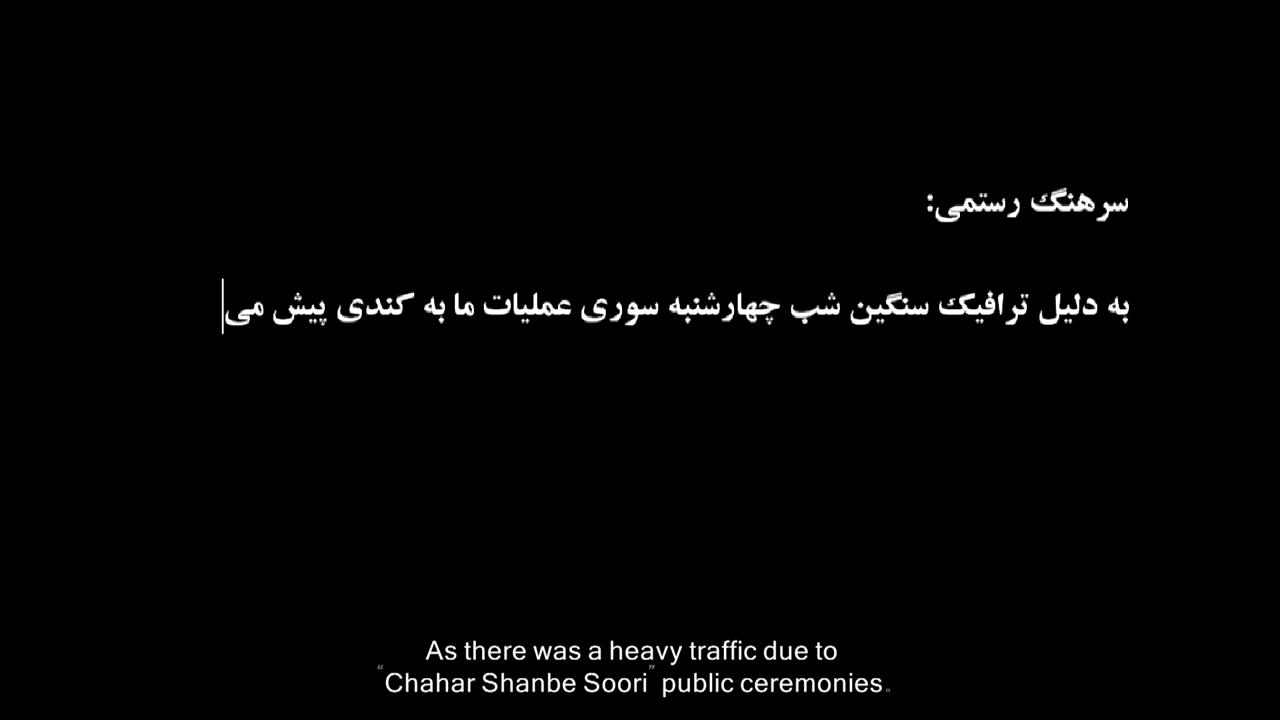 سرهنگ رستمی:
به دلیل ترافیک سنگین شب چهارشنبه سوری عملیات ما به کندی پیش می
As there was a heavy traffic due to
“Chahar Shanbe Soori” public ceremonies.